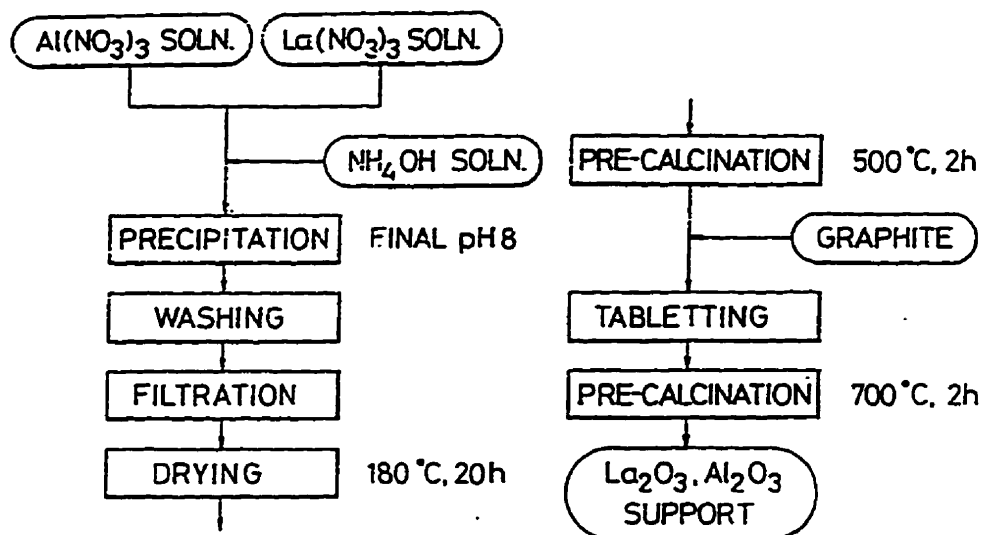 Al(NO3)3 SOLN.
La(NO3)3 SOLN.
NH4OH SOLN.
PRECIPITATION FINAL pH 8
WASHING
FILTRATION
DRYING 180 °C, 20h
PRE-CALCINATION 500 °C, 2h
GRAPHITE
TABLETTING
PRE-CALCINATION 700 °C, 2h
La2O3. Al2O3
SUPPORT